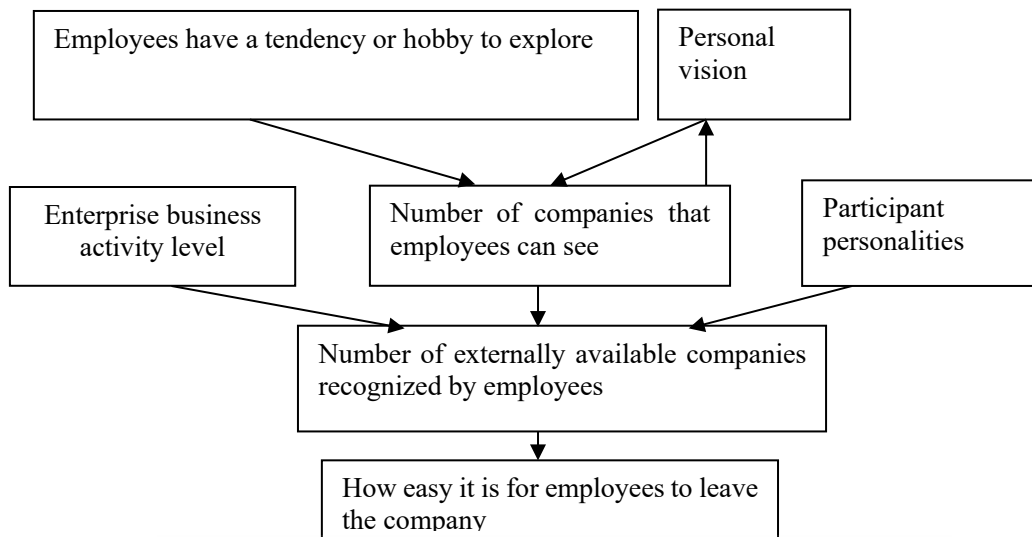 Employees have a tendency or hobby to explore
Personal
vision
Enterprise business
activity level
Number of companies that
employees can see
Participant
personalities
Number of externally available companies
recognized by employees
How easy it is for employees to leave
the company